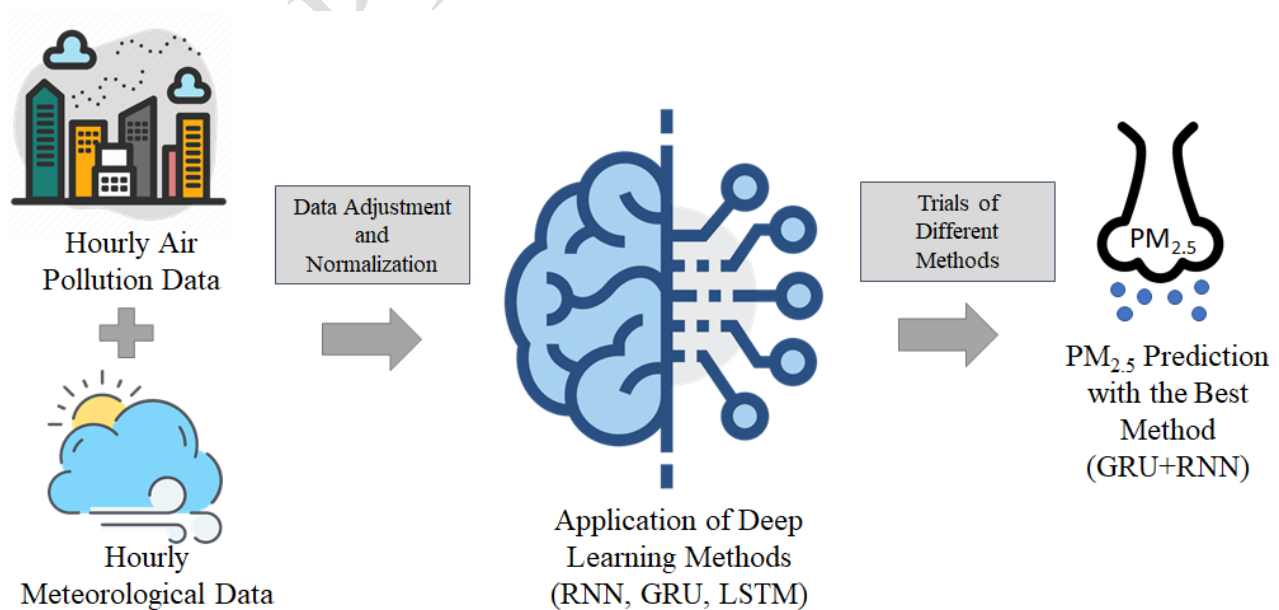 Hourly Air
Pollution Data
Hourly
Meteorological Data
Data Adjustment
and
Normalization
Application of Deep
Learning Methods
(RNN, GRU, LSTM)
Trials of
Different
Methods
PM2.5
PM2.5 Prediction
with the Best
Method
(GRU+RNN)